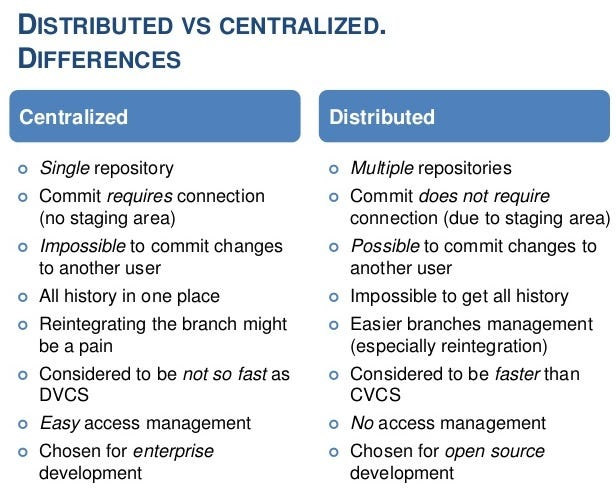 DISTRIBUTED VS CENTRALIZED.
DIFFERENCES
Centralized
Single repository
Commit requires connection
(no staging area)
Impossible to commit changes
to another user
All history in one place
Reintegrating the branch might
be a pain
Considered to be not so fast as
DVCS
Easy access management
Chosen for enterprise
development
Distributed
Multiple repositories
Commit does not require
connection (due to staging area)
Possible to commit changes to
another user
Impossible to get all history
Easier branches management
(especially reintegration)
Considered to be faster than
CVCS
No access management
Chosen for open source
development